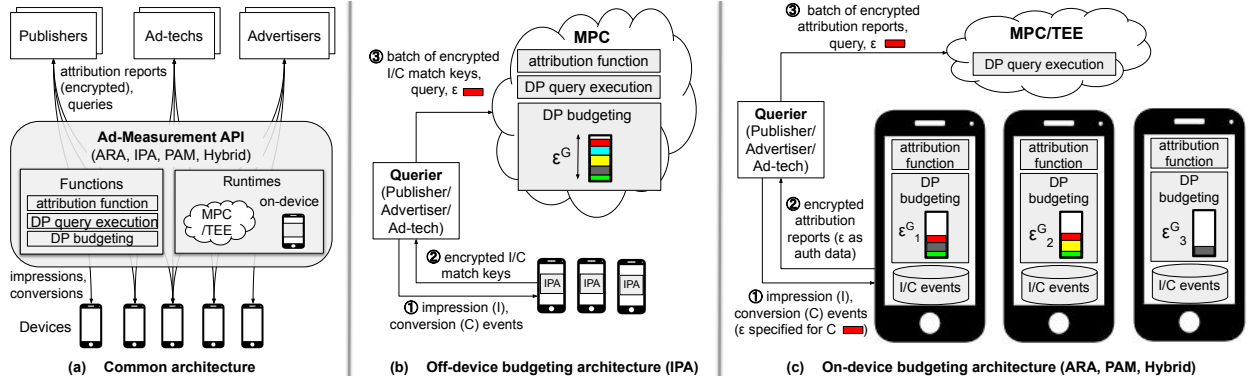 Publishers
Ad-techs
Advertisers
attribution reports
(encrypted),
queries
Ad-Measurement API
(ARA, IPA, PAM, Hybrid)
Functions
attribution function
DP query execution
DP budgeting
Runtimes
MPC
/TEE
on-device
impressions,
conversions
Devices
(a) Common architecture
③ batch of encrypted
I/C match keys,
query, ε
MPC
attribution function
DP query execution
DP budgeting
εG
Querier
(Publisher/
Advertiser/
Ad-tech)
② encrypted I/C
match keys
IPA
IPA
IPA
① impression (I),
conversion (C) events
(b) Off-device budgeting architecture (IPA)
③ batch of encrypted
attribution reports,
query, ε
MPC/TEE
DP query execution
Querier
(Publisher/
Advertiser/
Ad-tech)
② encrypted
attribution
reports (ε as
auth data)
① impression (I),
conversion (C) events
(ε specified for C )
attribution
function
DP
budgeting
εG1
I/C events
attribution
function
DP
budgeting
εG2
I/C events
attribution
function
DP
budgeting
εG3
I/C events
(c) On-device budgeting architecture (ARA, PAM, Hybrid)